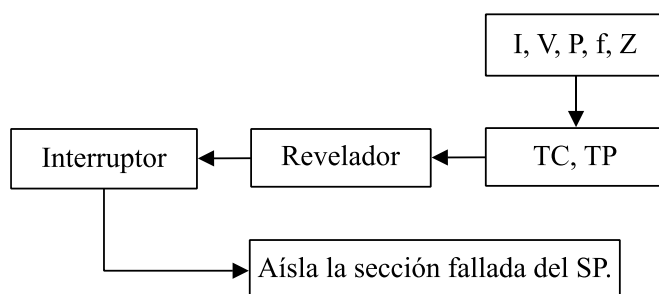 I, V, P, f, Z
Interruptor
Revelador
TC, TP
Aísla la sección fallada del SP.